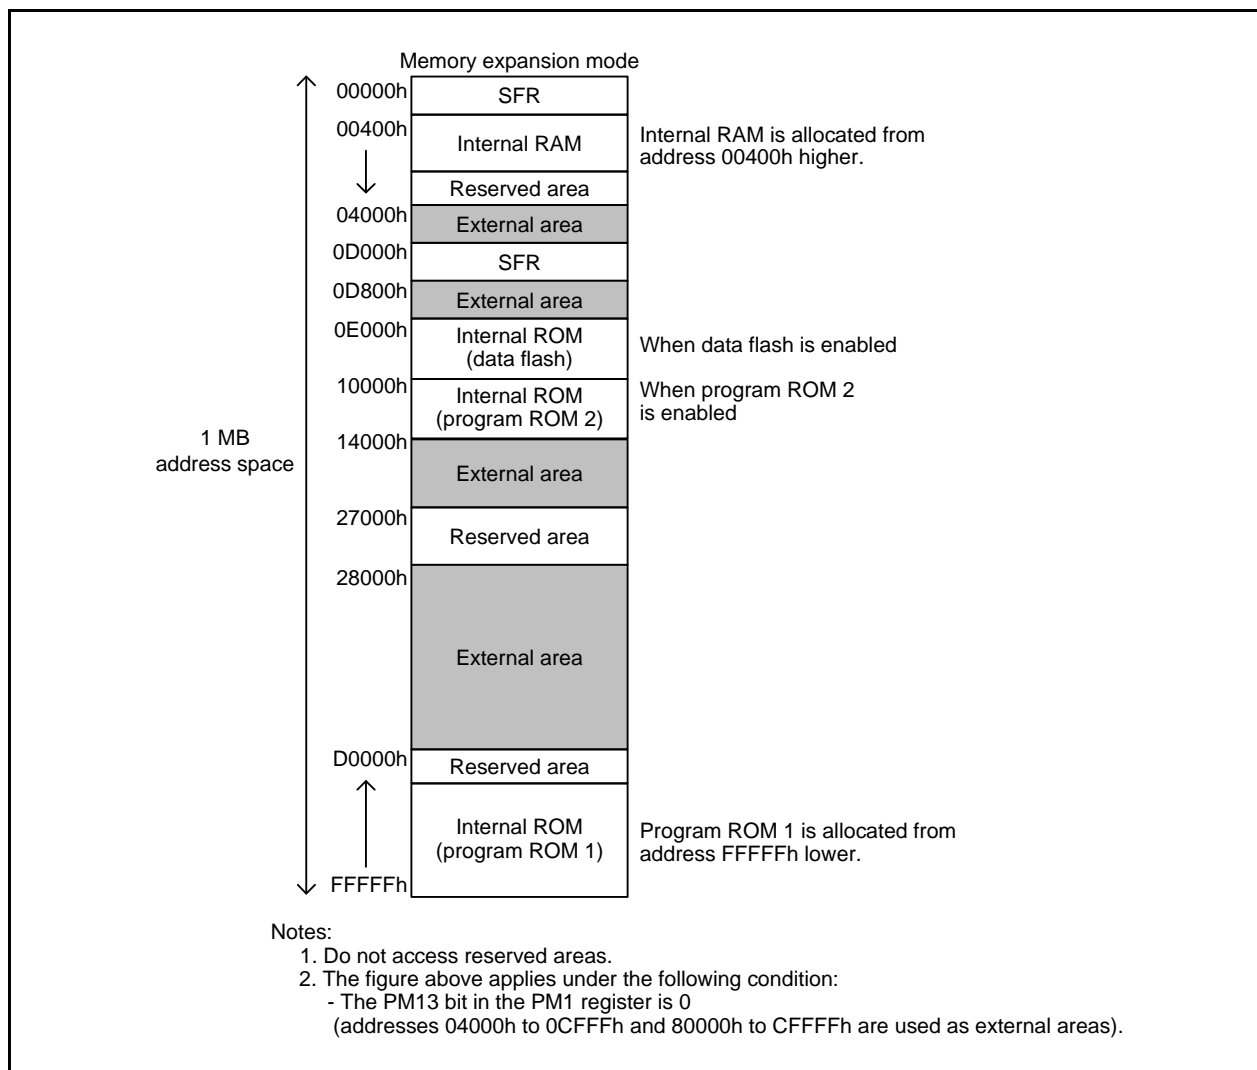 Memory expansion mode
00000h
SFR
00400h
Internal RAM
Internal RAM is allocated from
address 00400h higher.
Reserved area
04000h
External area
0D000h
SFR
0D800h
External area
0E000h
Internal ROM
(data flash)
When data flash is enabled
10000h
Internal ROM
(program ROM 2)
When program ROM 2
is enabled
1 MB
address space
14000h
External area
27000h
Reserved area
28000h
External area
D0000h
Reserved area
Internal ROM
(program ROM 1)
Program ROM 1 is allocated from
address FFFFFh lower.
FFFFFh
Notes:
1. Do not access reserved areas.
2. The figure above applies under the following condition:
- The PM13 bit in the PM1 register is 0
(addresses 04000h to 0CFFFh and 80000h to CFFFFh are used as external areas).